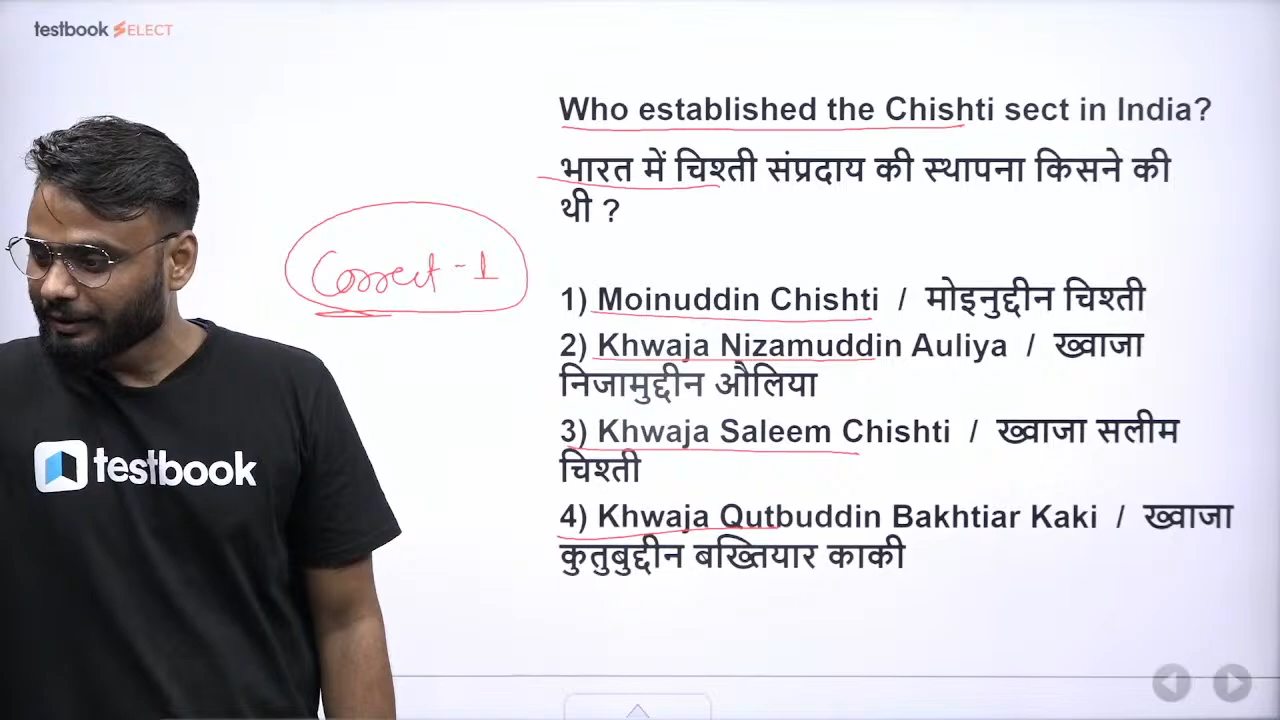 testbook SELECT
Who established the Chishti sect in India?
भारत में चिश्ती संप्रदाय की स्थापना किसने की
थी ?
Correct - 1
1) Moinuddin Chishti / मोइनुद्दीन चिश्ती
2) Khwaja Nizamuddin Auliya / ख्वाजा
निजामुद्दीन औलिया
3) Khwaja Saleem Chishti / ख्वाजा सलीम
चिश्ती
4) Khwaja Qutbuddin Bakhtiar Kaki / ख्वाजा
कुतुबुद्दीन बख्तियार काकी
testbook